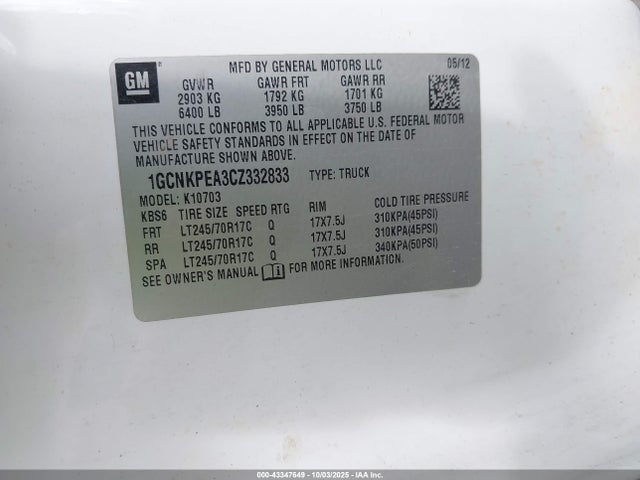 GM
MFD BY GENERAL MOTORS LLC 05/12
GVWR GAWR FRT GAWR RR
2903 KG 1792 KG 1701 KG
6400 LB 3950 LB 3750 LB
THIS VEHICLE CONFORMS TO ALL APPLICABLE U.S. FEDERAL MOTOR
VEHICLE SAFETY STANDARDS IN EFFECT ON THE DATE OF
MANUFACTURE SHOWN ABOVE.
1GCNKPEA3CZ332833 TYPE: TRUCK
MODEL: K10703
KBS6 TIRE SIZE SPEED RTG RIM COLD TIRE PRESSURE
FRT LT245/70R17C Q 17X7.5J 310KPA(45PSI)
RR LT245/70R17C Q 17X7.5J 310KPA(45PSI)
SPA LT245/70R17C Q 17X7.5J 340KPA(50PSI)
SEE OWNER'S MANUAL FOR MORE INFORMATION.
000-43347649 - 10/03/2025 - IAA Inc.